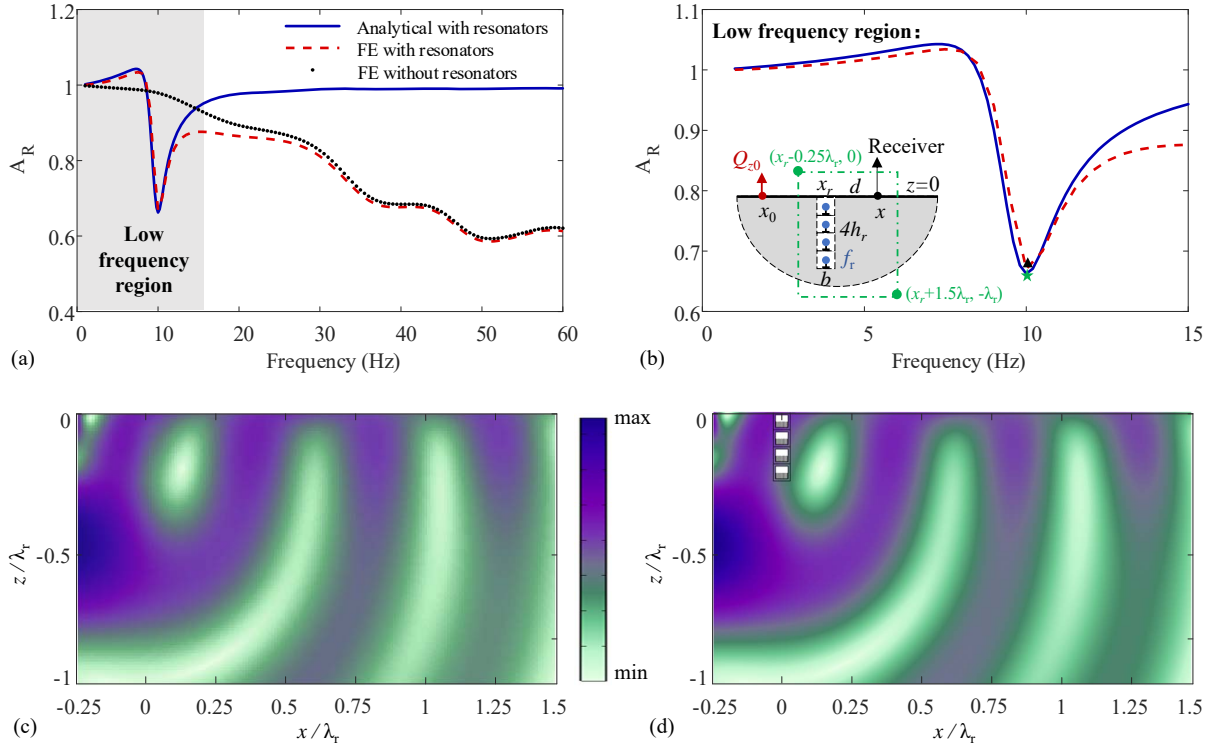 1.2
1
0.8
0.6
0.4
A_R
0 10 20 30 40 50 60
Frequency (Hz)
(a)
Analytical with resonators
FE with resonators
FE without resonators
Low
frequency
region
1.1
1
0.9
0.8
0.7
0.6
A_R
0 5 10 15
Frequency (Hz)
(b)
Low frequency region:
(x_r-0.25λ_r, 0)
Receiver
Q_z0
x_r d z=0
x_0 x
4h_r
f_r
b
(x_r+1.5λ_r, -λ_r)
0
-0.5
-1
z/λ_r
-0.25 0 0.25 0.5 0.75 1 1.25 1.5
x/λ_r
(c)
max
min
0
-0.5
-1
z/λ_r
-0.25 0 0.25 0.5 0.75 1 1.25 1.5
x/λ_r
(d)